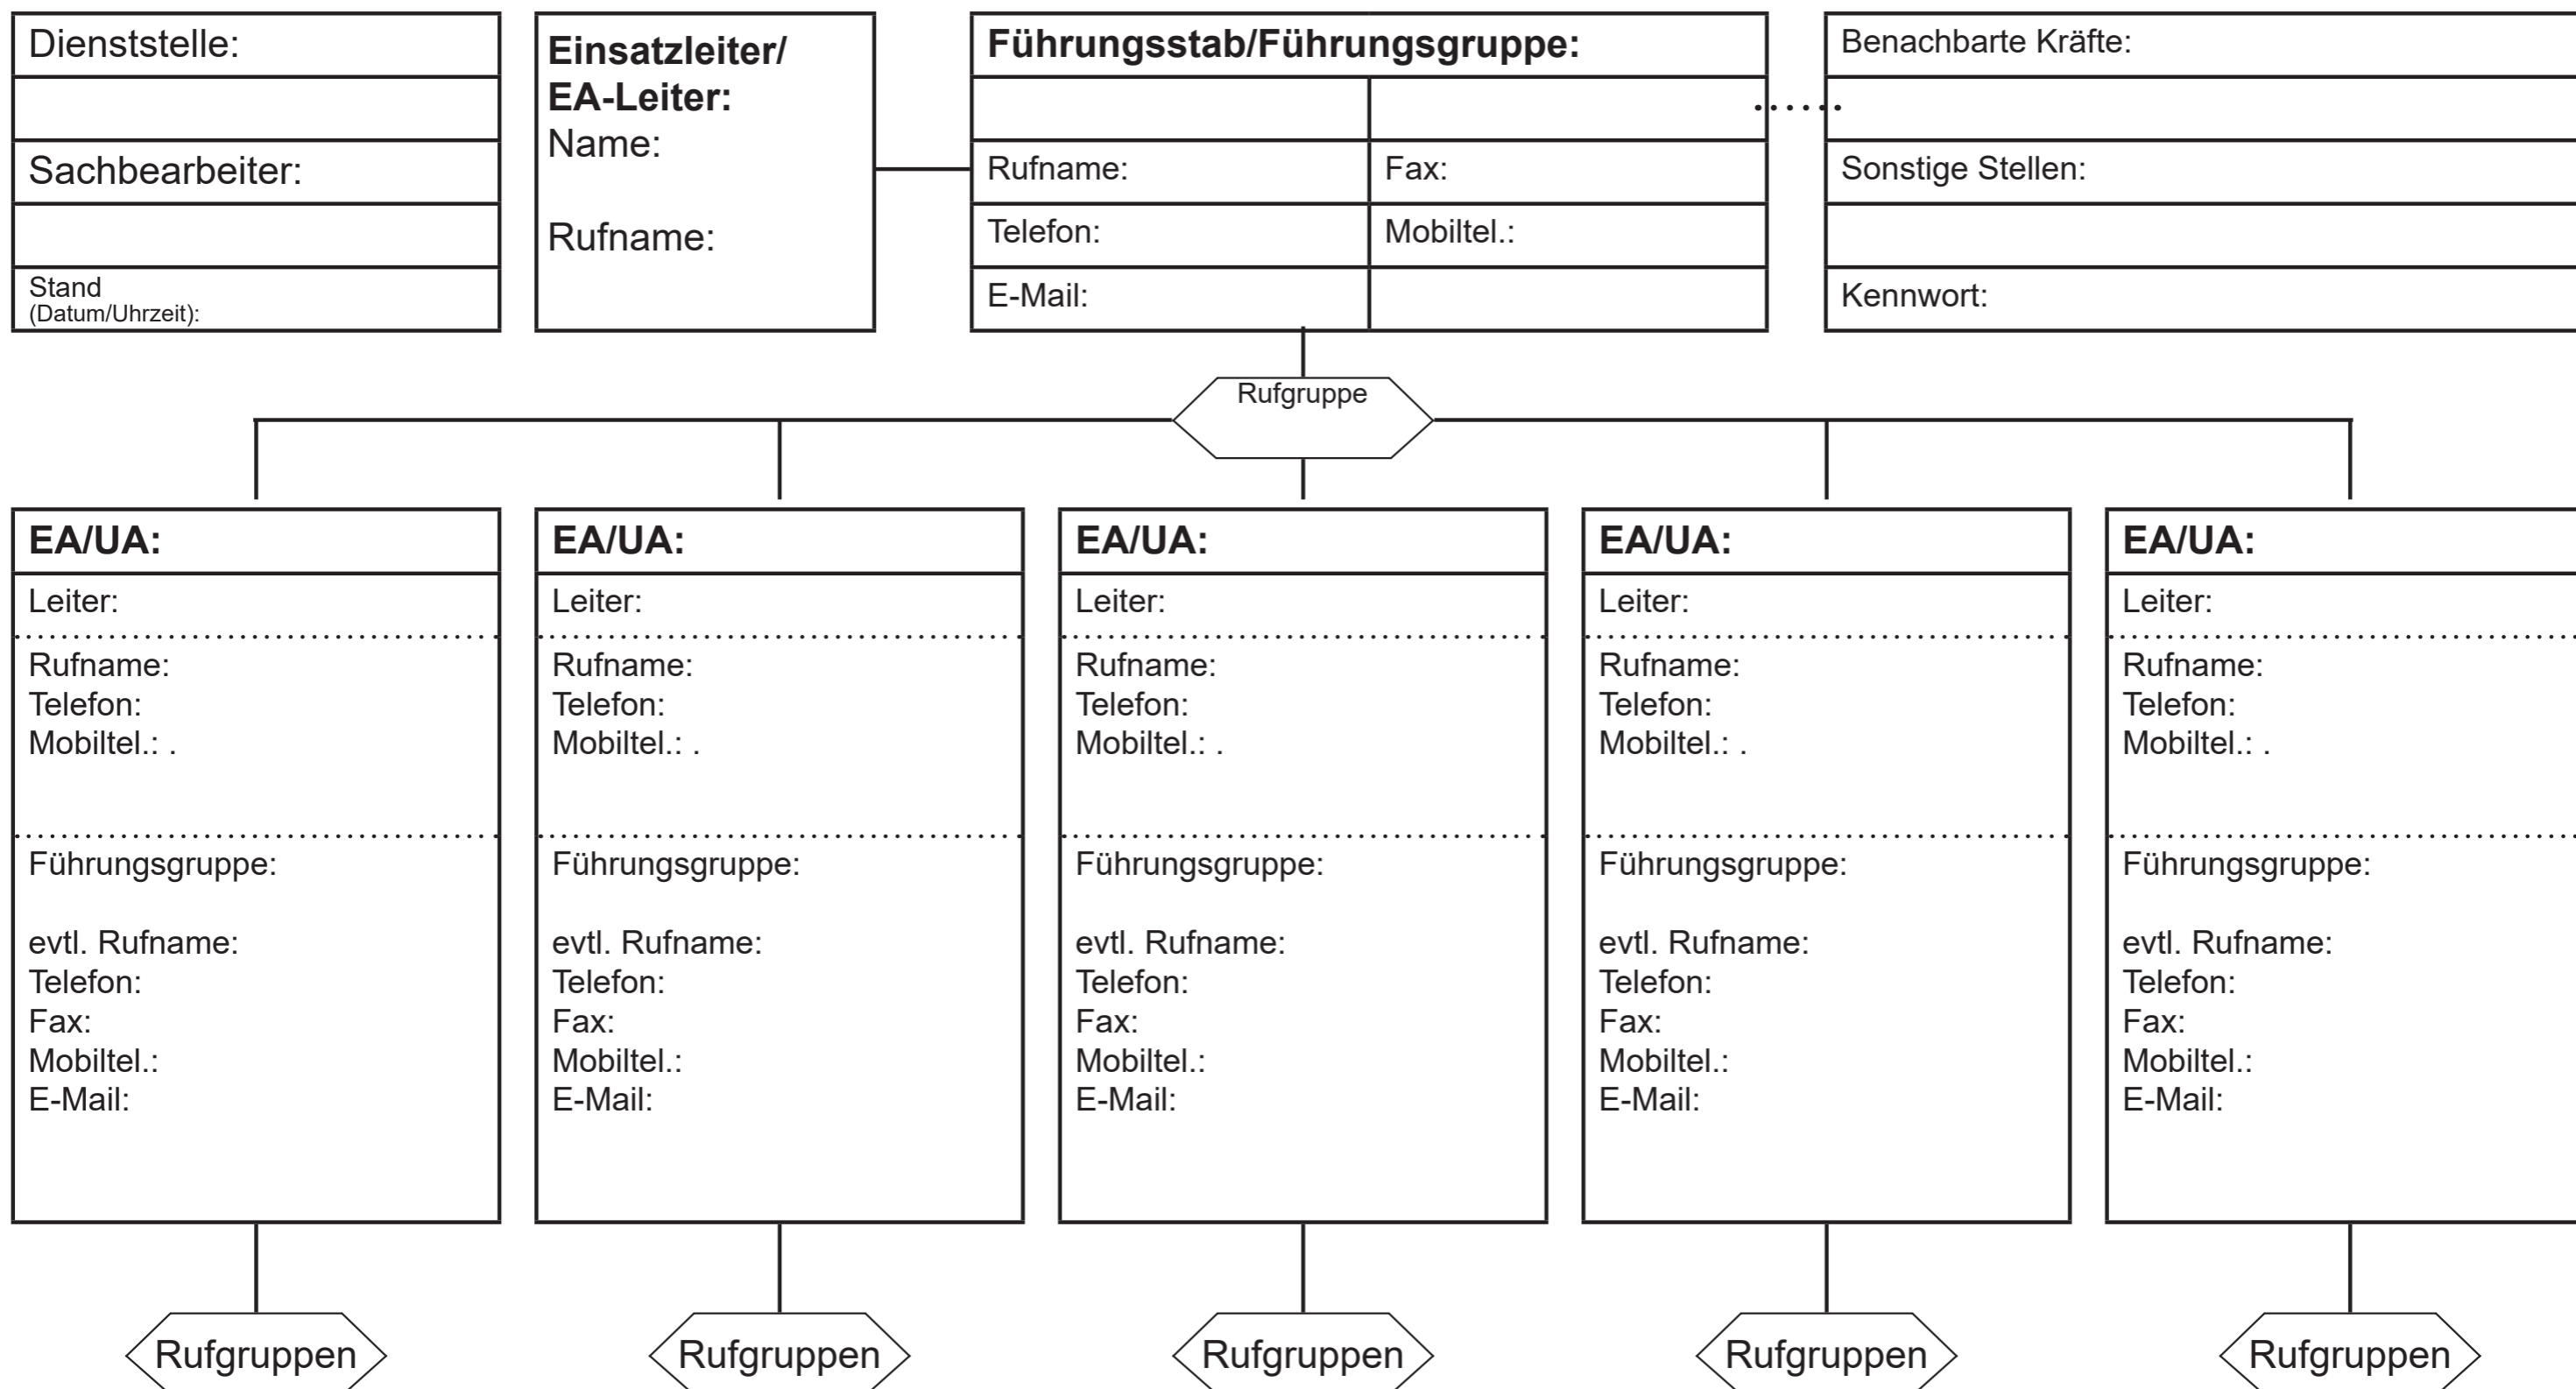 Dienststelle:
Sachbearbeiter:
Stand
(Datum/Uhrzeit):
Einsatzleiter/
EA-Leiter:
Name:
Rufname:
Führungsstab/Führungsgruppe:
Rufname:
Fax:
Telefon:
Mobiltel.:
E-Mail:
Benachbarte Kräfte:
Sonstige Stellen:
Kennwort:
Rufgruppe
EA/UA:
Leiter:
Rufname:
Telefon:
Mobiltel.: .
Führungsgruppe:
evtl. Rufname:
Telefon:
Fax:
Mobiltel.:
E-Mail:
Rufgruppen
EA/UA:
Leiter:
Rufname:
Telefon:
Mobiltel.: .
Führungsgruppe:
evtl. Rufname:
Telefon:
Fax:
Mobiltel.:
E-Mail:
Rufgruppen
EA/UA:
Leiter:
Rufname:
Telefon:
Mobiltel.: .
Führungsgruppe:
evtl. Rufname:
Telefon:
Fax:
Mobiltel.:
E-Mail:
Rufgruppen
EA/UA:
Leiter:
Rufname:
Telefon:
Mobiltel.: .
Führungsgruppe:
evtl. Rufname:
Telefon:
Fax:
Mobiltel.:
E-Mail:
Rufgruppen
EA/UA:
Leiter:
Rufname:
Telefon:
Mobiltel.: .
Führungsgruppe:
evtl. Rufname:
Telefon:
Fax:
Mobiltel.:
E-Mail:
Rufgruppen